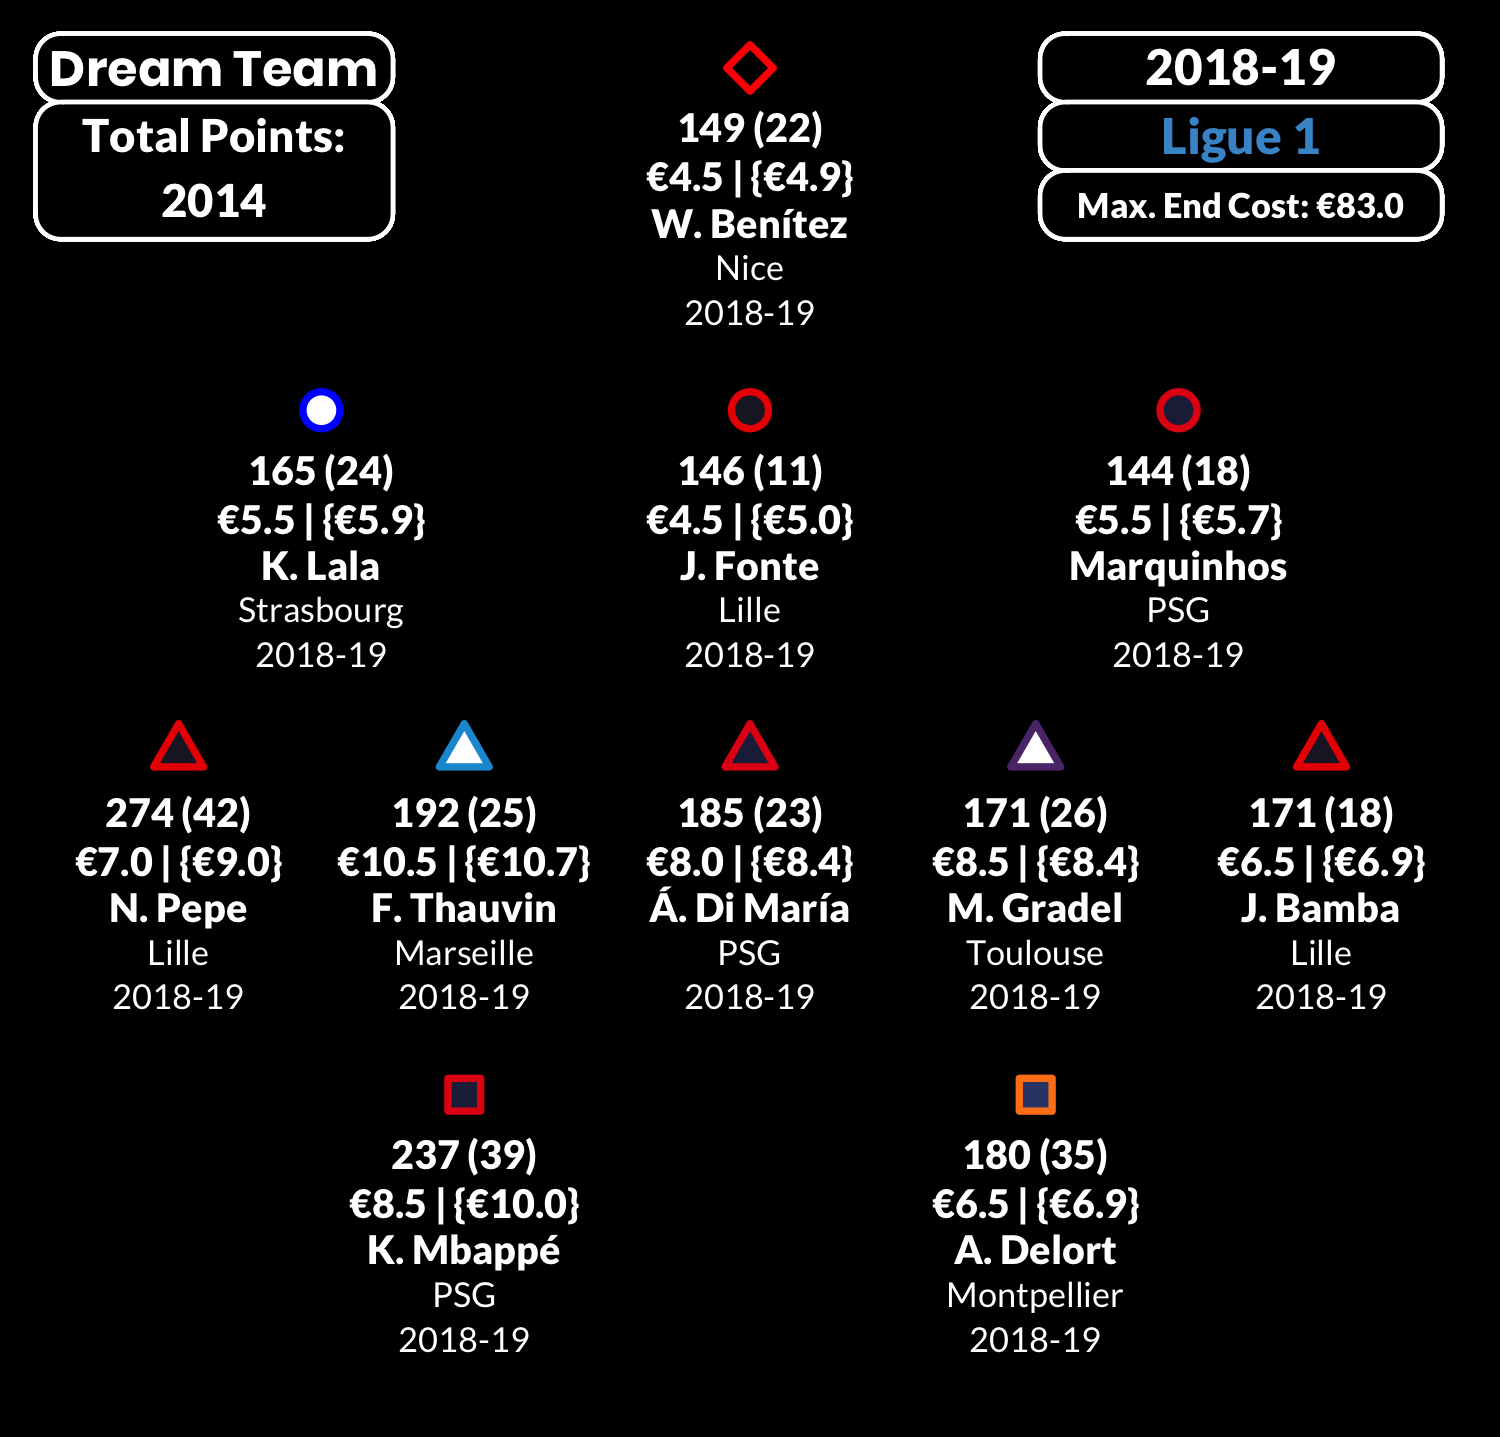 Dream Team
Total Points:
2014
2018-19
Ligue 1
Max. End Cost: €83.0
149 (22)
€4.5 | {€4.9}
W. Benítez
Nice
2018-19
165 (24)
€5.5 | {€5.9}
K. Lala
Strasbourg
2018-19
146 (11)
€4.5 | {€5.0}
J. Fonte
Lille
2018-19
144 (18)
€5.5 | {€5.7}
Marquinhos
PSG
2018-19
274 (42)
€7.0 | {€9.0}
N. Pepe
Lille
2018-19
192 (25)
€10.5 | {€10.7}
F. Thauvin
Marseille
2018-19
185 (23)
€8.0 | {€8.4}
Á. Di María
PSG
2018-19
171 (26)
€8.5 | {€8.4}
M. Gradel
Toulouse
2018-19
171 (18)
€6.5 | {€6.9}
J. Bamba
Lille
2018-19
237 (39)
€8.5 | {€10.0}
K. Mbappé
PSG
2018-19
180 (35)
€6.5 | {€6.9}
A. Delort
Montpellier
2018-19